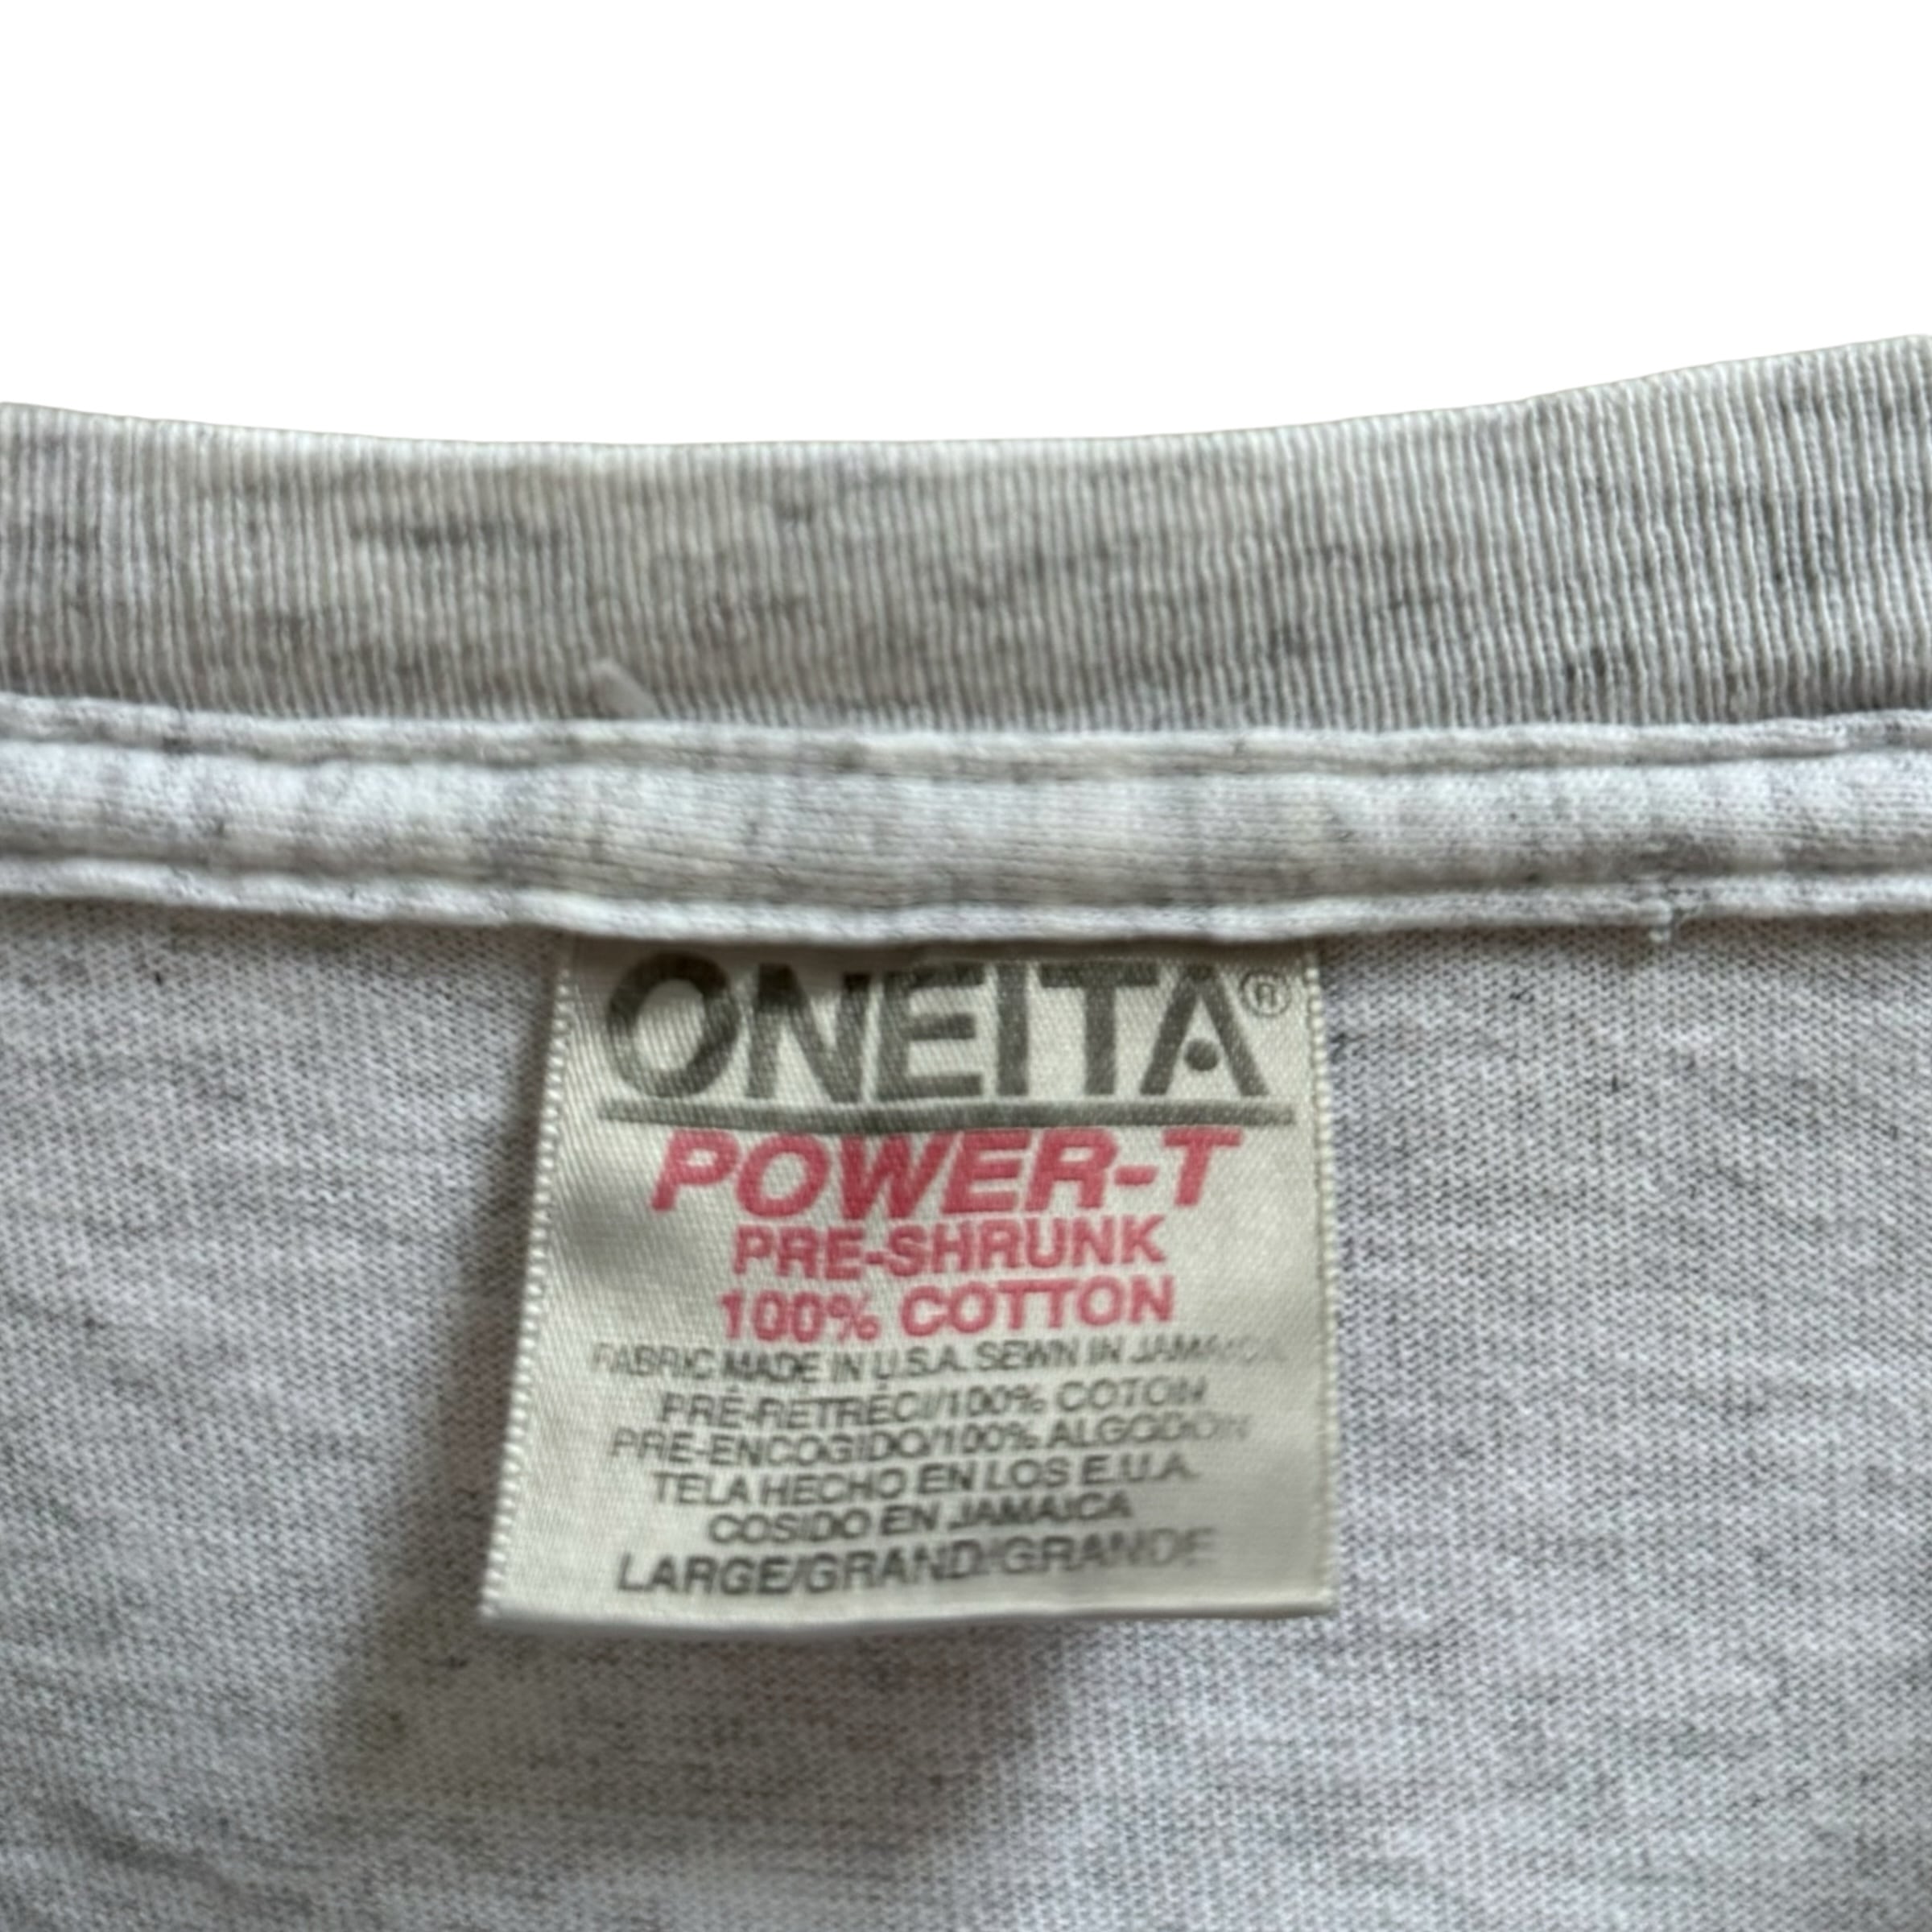 ONEITA®
POWER-T
PRE-SHRUNK
100% COTTON
FABRIC MADE IN U.S.A. SEWN IN JAMAICA
PRÉ-RETRÉCI/100% COTON
PRE-ENCOGIDO/100% ALGODON
TELA HECHO EN LOS E.U.A.
COSIDO EN JAMAICA
LARGE/GRAND/GRANDE